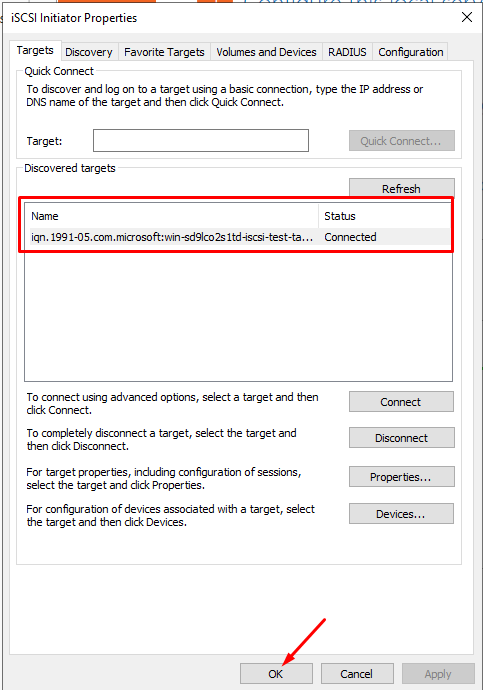 iSCSI Initiator Properties
Targets
Discovery
Favorite Targets
Volumes and Devices
RADIUS
Configuration
Quick Connect
To discover and log on to a target using a basic connection, type the IP address or
DNS name of the target and then click Quick Connect.
Target:
Quick Connect...
Discovered targets
Refresh
Name
Status
iqn.1991-05.com.microsoft:win-sd9lco2s1td-iscsi-test-ta...
Connected
To connect using advanced options, select a target and then
click Connect.
Connect
To completely disconnect a target, select the target and
then click Disconnect.
Disconnect
For target properties, including configuration of sessions,
select the target and click Properties.
Properties...
For configuration of devices associated with a target, select
the target and then click Devices.
Devices...
OK
Cancel
Apply